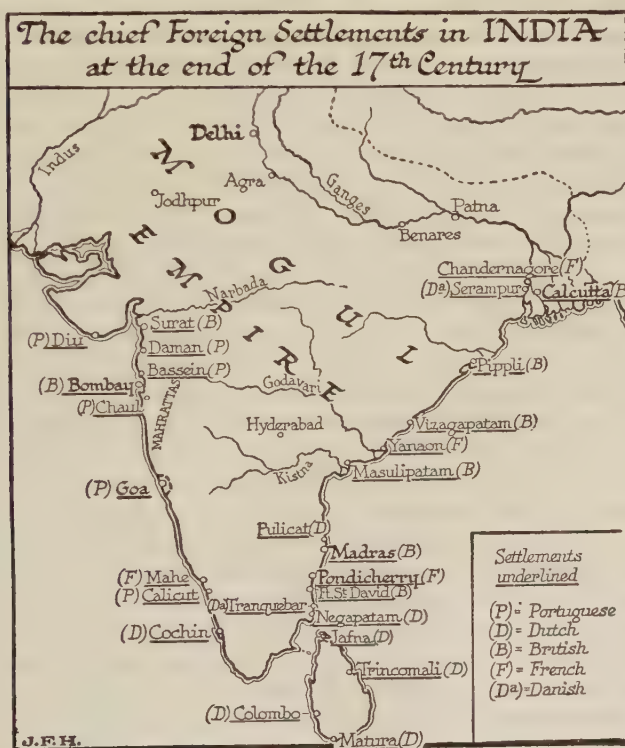 The chief Foreign Settlements in INDIA
at the end of the 17th Century
Indus
Delhi
MOGUL
EMPIRE
Agra
Jodhpur
Ganges
Patna
Benares
Chandernagore (F)
(Da) Serampur
Calcutta (B
Narbada
Surat (B)
(P) Diu
Daman (P)
Bassein (P)
Pippli (B)
(B) Bombay
Godavari
(P) Chaul
MAHRATTAS
Hyderabad
Vizagapatam (B)
Yanaon (F)
Kistna
Masulipatam (B)
(P) Goa
Pulicat (D)
Madras (B)
(F) Mahe
Pondicherry (F)
(P) Calicut
Ft. St. David (B)
(Da) Tranquebar
Negapatam (D)
(D) Cochin
Jafna (D)
Trincomali (D)
(D) Colombo
Matura (D)
Settlements
underlined
(P) = Portuguese
(D) = Dutch
(B) = British
(F) = French
(Da) = Danish
J.F.H.